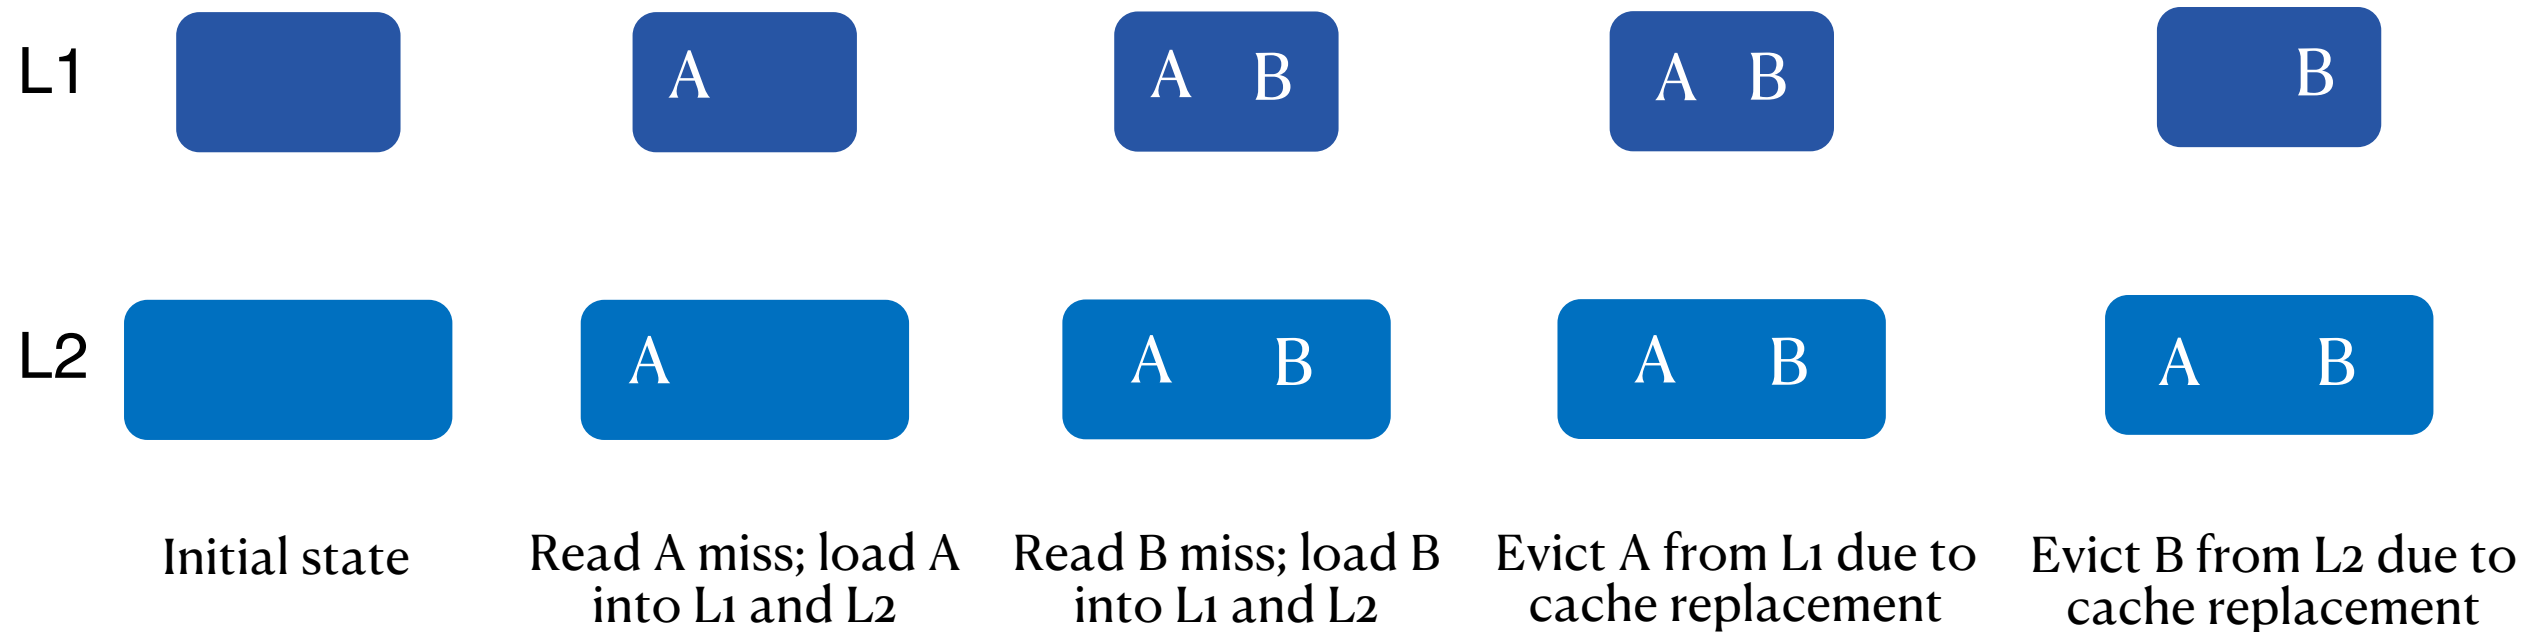 L1
A
A B
A B
B
L2
A
A B
A B
A B
Initial state
Read A miss; load A
into L1 and L2
Read B miss; load B
into L1 and L2
Evict A from L1 due to
cache replacement
Evict B from L2 due to
cache replacement